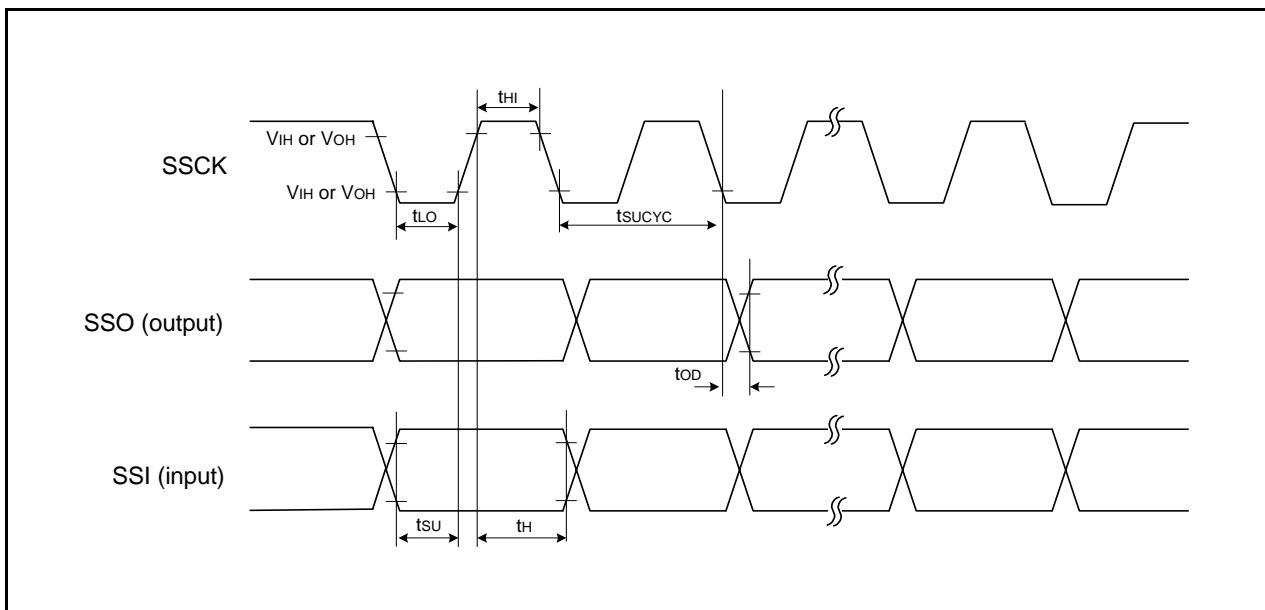 tHI
VIH or VOH
SSCK
VIH or VOH
tLO
tSUCYC
SSO (output)
tOD
SSI (input)
tSU
tH